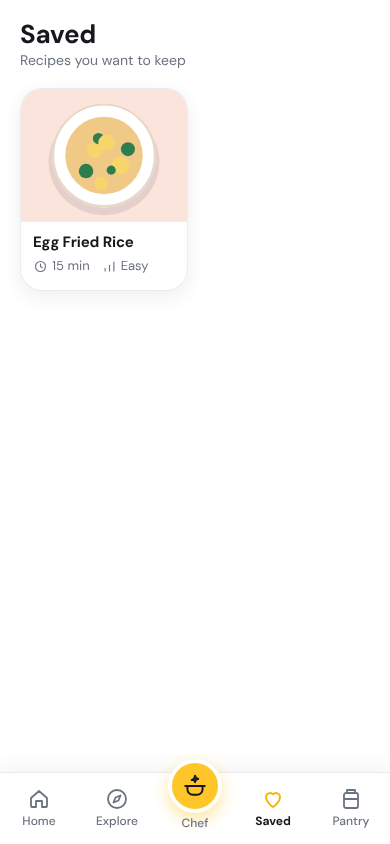 Saved
Recipes you want to keep
Egg Fried Rice
15 min Easy
Home Explore Chef Saved Pantry